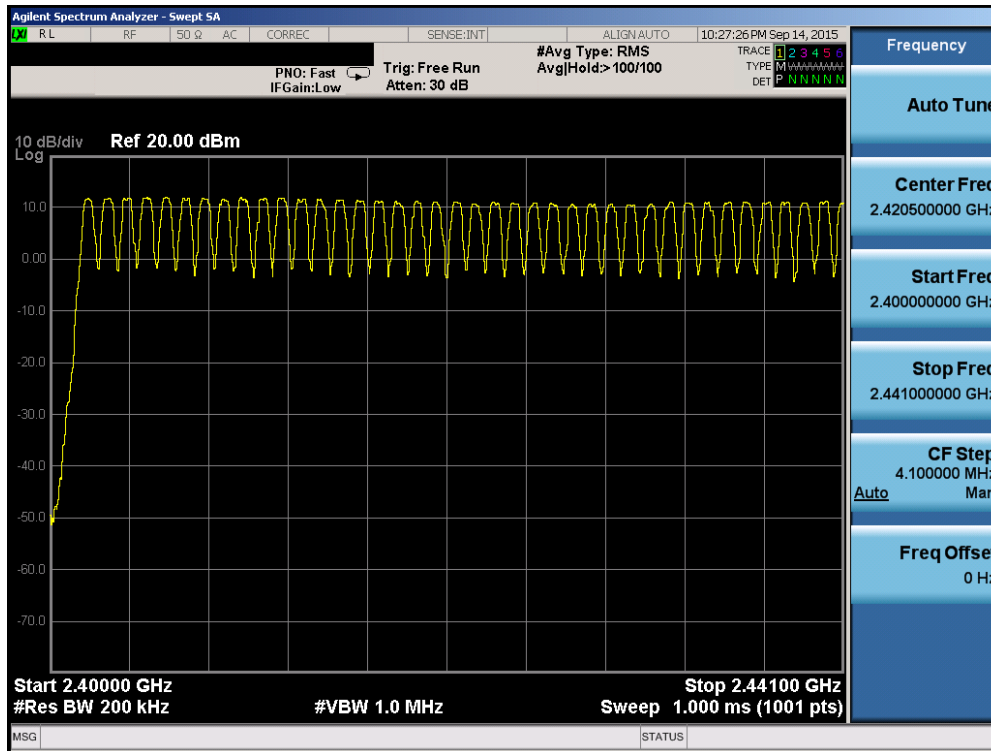 Agilent Spectrum Analyzer - Swept SA
LXI RL RF 50 Ω AC CORREC SENSE:INT ALIGN AUTO 10:27:26 PM Sep 14, 2015
#Avg Type: RMS TRACE 1 2 3 4 5 6
PNO: Fast Trig: Free Run Avg|Hold:> 100/100 TYPE M
IFGain:Low Atten: 30 dB DET P N N N N N
10 dB/div Ref 20.00 dBm
Log
10.0
0.00
-10.0
-20.0
-30.0
-40.0
-50.0
-60.0
-70.0
Start 2.40000 GHz Stop 2.44100 GHz
#Res BW 200 kHz #VBW 1.0 MHz Sweep 1.000 ms (1001 pts)
MSG STATUS
Frequency
Auto Tune
Center Freq
2.420500000 GHz
Start Freq
2.400000000 GHz
Stop Freq
2.441000000 GHz
CF Step
4.100000 MHz
Auto Man
Freq Offset
0 Hz